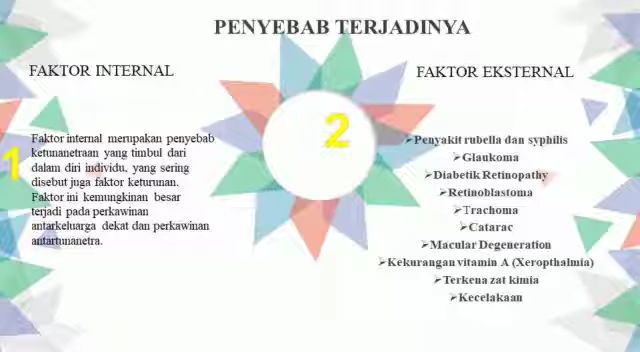 PENYEBAB TERJADINYA
FAKTOR INTERNAL
1
Faktor internal merupakan penyebab
ketunanetraan yang timbul dari
dalam diri individu, yang sering
disebut juga faktor keturunan.
Faktor ini kemungkinan besar
terjadi pada perkawinan
antarkeluarga dekat dan perkawinan
antartunanetra.
2
FAKTOR EKSTERNAL
➢Penyakit rubella dan syphilis
➢Glaukoma
➢Diabetik Retinopathy
➢Retinoblastoma
➢Trachoma
➢Catarac
➢Macular Degeneration
➢Kekurangan vitamin A (Xeropthalmia)
➢Terkena zat kimia
➢Kecelakaan